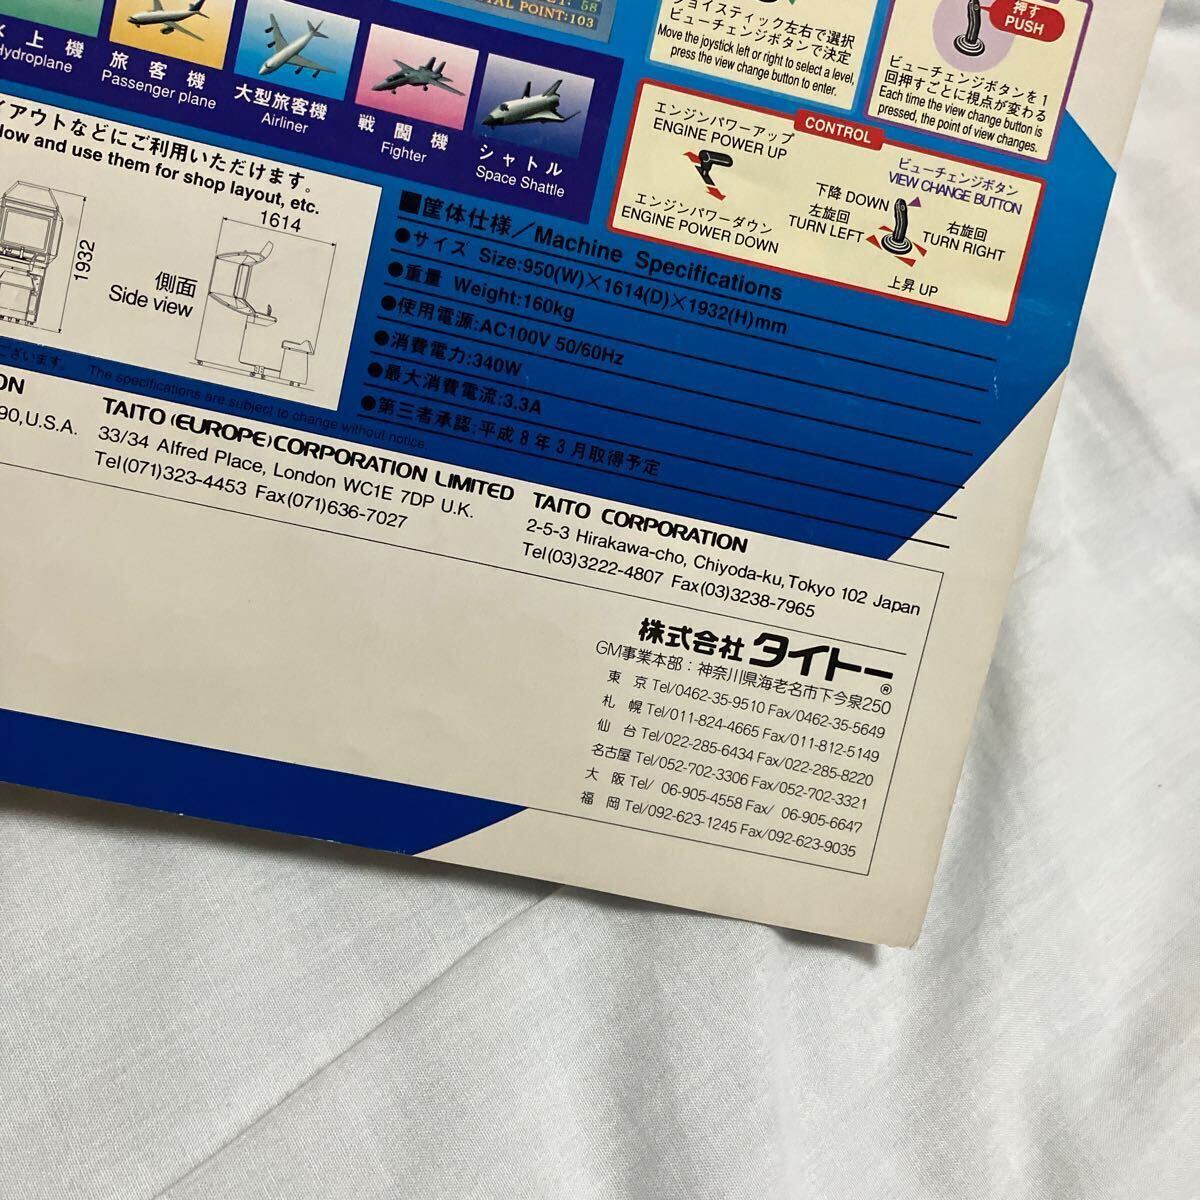 : 58
TAL POINT:103
水上機
Hydroplane
旅客機
Passenger plane
大型旅客機
Airliner
戦闘機
Fighter
シャトル
Space Shattle
ジョイスティック左右で選択
ビューチェンジボタンで決定
Move the joystick left or right to select a level,
press the view change button to enter.
押す
PUSH
ビューチェンジボタンを1
回押すごとに視点が変わる
Each time the view change button is
pressed, the point of view changes.
CONTROL
エンジンパワーアップ
ENGINE POWER UP
エンジンパワーダウン
ENGINE POWER DOWN
ビューチェンジボタン
VIEW CHANGE BUTTON
下降 DOWN
左旋回
TURN LEFT
右旋回
TURN RIGHT
上昇 UP
イアウトなどにご利用いただけます。
low and use them for shop layout, etc.
1932
側面
Side view
1614
■筐体仕様/Machine Specifications
●サイズ Size:950(W)×1614(D)×1932(H)mm
●重量 Weight:160kg
●使用電源:AC100V 50/60Hz
●消費電力:340W
●最大消費電流:3.3A
●第三者承認:平成8年3月取得予定
ございます。 The specifications are subject to change without notice.
ON
90,U.S.A.
TAITO (EUROPE) CORPORATION LIMITED
33/34 Alfred Place, London WC1E 7DP U.K.
Tel(071)323-4453 Fax(071)636-7027
TAITO CORPORATION
2-5-3 Hirakawa-cho, Chiyoda-ku, Tokyo 102 Japan
Tel(03)3222-4807 Fax(03)3238-7965
株式会社 タイトー®
GM事業本部：神奈川県海老名市下今泉250
東 京 Tel/0462-35-9510 Fax/0462-35-5649
札 幌 Tel/011-824-4665 Fax/011-812-5149
仙 台 Tel/022-285-6434 Fax/022-285-8220
名古屋 Tel/052-702-3306 Fax/052-702-3321
大 阪 Tel/ 06-905-4558 Fax/ 06-905-6647
福 岡 Tel/092-623-1245 Fax/092-623-9035